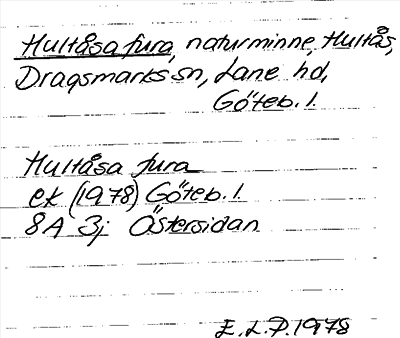 Hultåsa fura, naturminne, Hultås,
Dragsmarks sn, Lane hd,
Göteb. l.
Hultåsa fura
ek (1978) Göteb. l.
8A 3j Östersidan
E. L. P. 1978